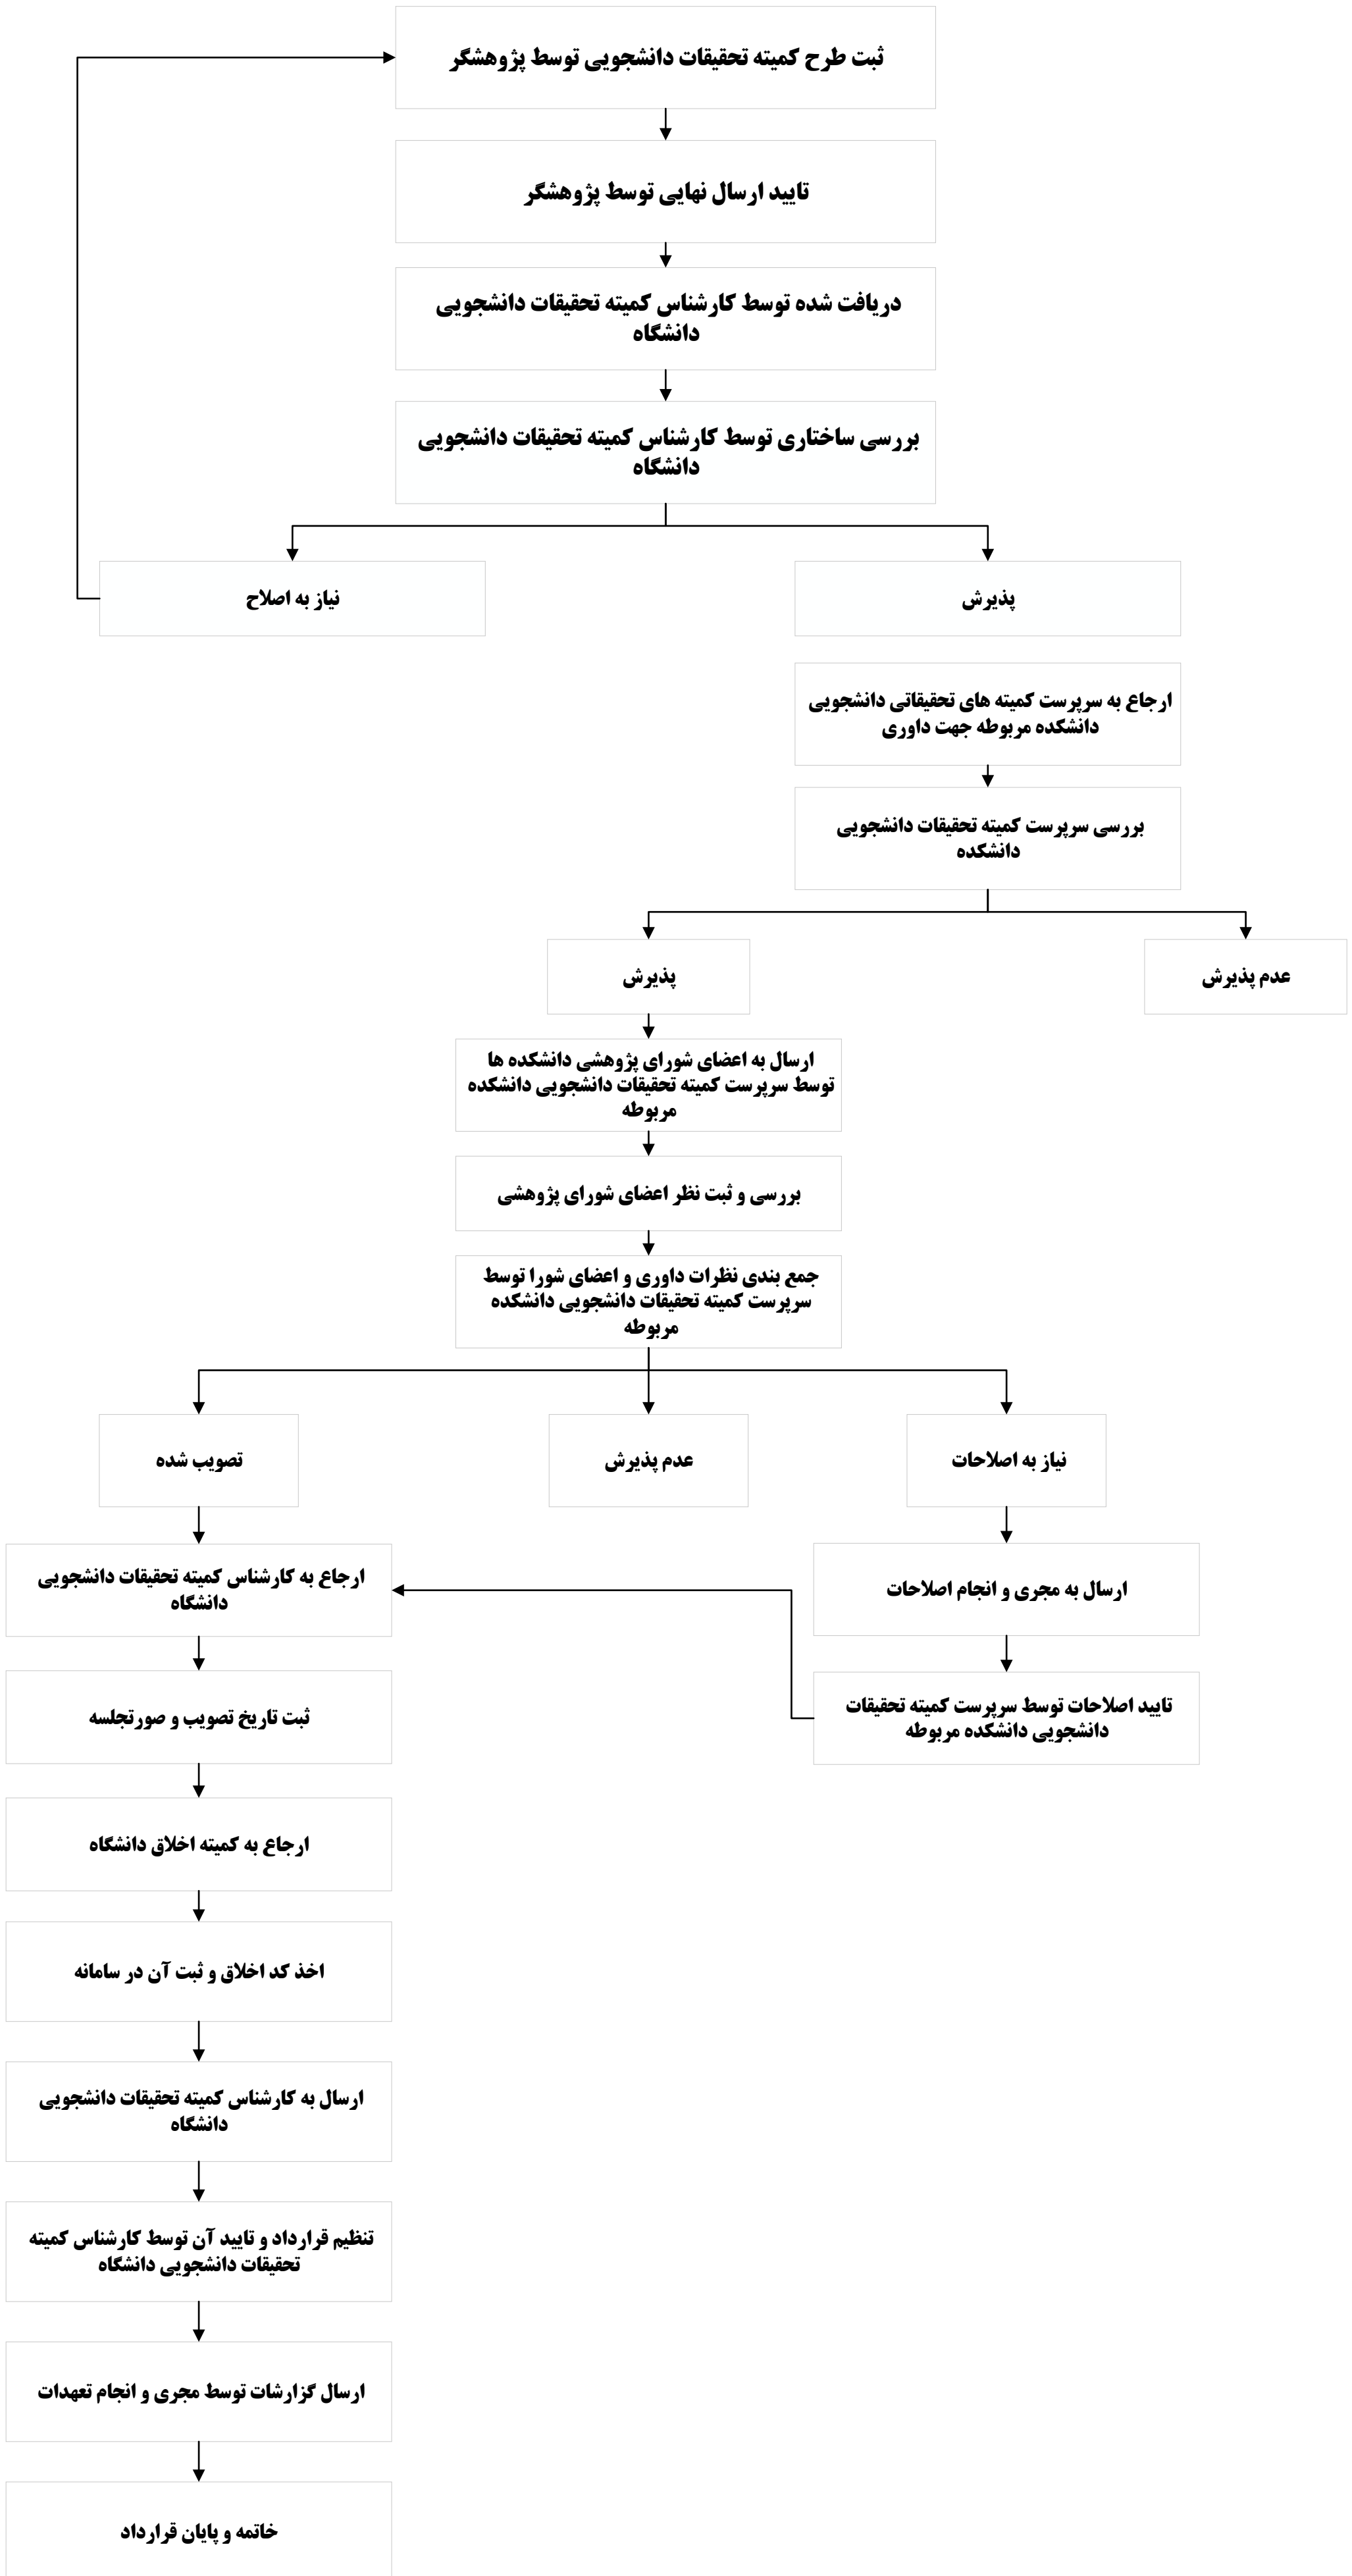 ثبت طرح کمیته تحقیقات دانشجویی توسط پژوهشگر
تایید ارسال نهایی توسط پژوهشگر
دریافت شده توسط کارشناس کمیته تحقیقات دانشجویی
دانشگاه
بررسی ساختاری توسط کارشناس کمیته تحقیقات دانشجویی
دانشگاه
پذیرش
نیاز به اصلاح
ارجاع به سرپرست کمیته های تحقیقاتی دانشجویی
دانشکده مربوطه جهت داوری
بررسی سرپرست کمیته تحقیقات دانشجویی
دانشکده
عدم پذیرش
پذیرش
ارسال به اعضای شورای پژوهشی دانشکده ها
توسط سرپرست کمیته تحقیقات دانشجویی دانشکده
مربوطه
بررسی و ثبت نظر اعضای شورای پژوهشی
جمع بندی نظرات داوری و اعضای شورا توسط
سرپرست کمیته تحقیقات دانشجویی دانشکده
مربوطه
نیاز به اصلاحات
عدم پذیرش
تصویب شده
ارسال به مجری و انجام اصلاحات
تایید اصلاحات توسط سرپرست کمیته تحقیقات
دانشجویی دانشکده مربوطه
ارجاع به کارشناس کمیته تحقیقات دانشجویی
دانشگاه
ثبت تاریخ تصویب و صورتجلسه
ارجاع به کمیته اخلاق دانشگاه
اخذ کد اخلاق و ثبت آن در سامانه
ارسال به کارشناس کمیته تحقیقات دانشجویی
دانشگاه
تنظیم قرارداد و تایید آن توسط کارشناس کمیته
تحقیقات دانشجویی دانشگاه
ارسال گزارشات توسط مجری و انجام تعهدات
خاتمه و پایان قرارداد